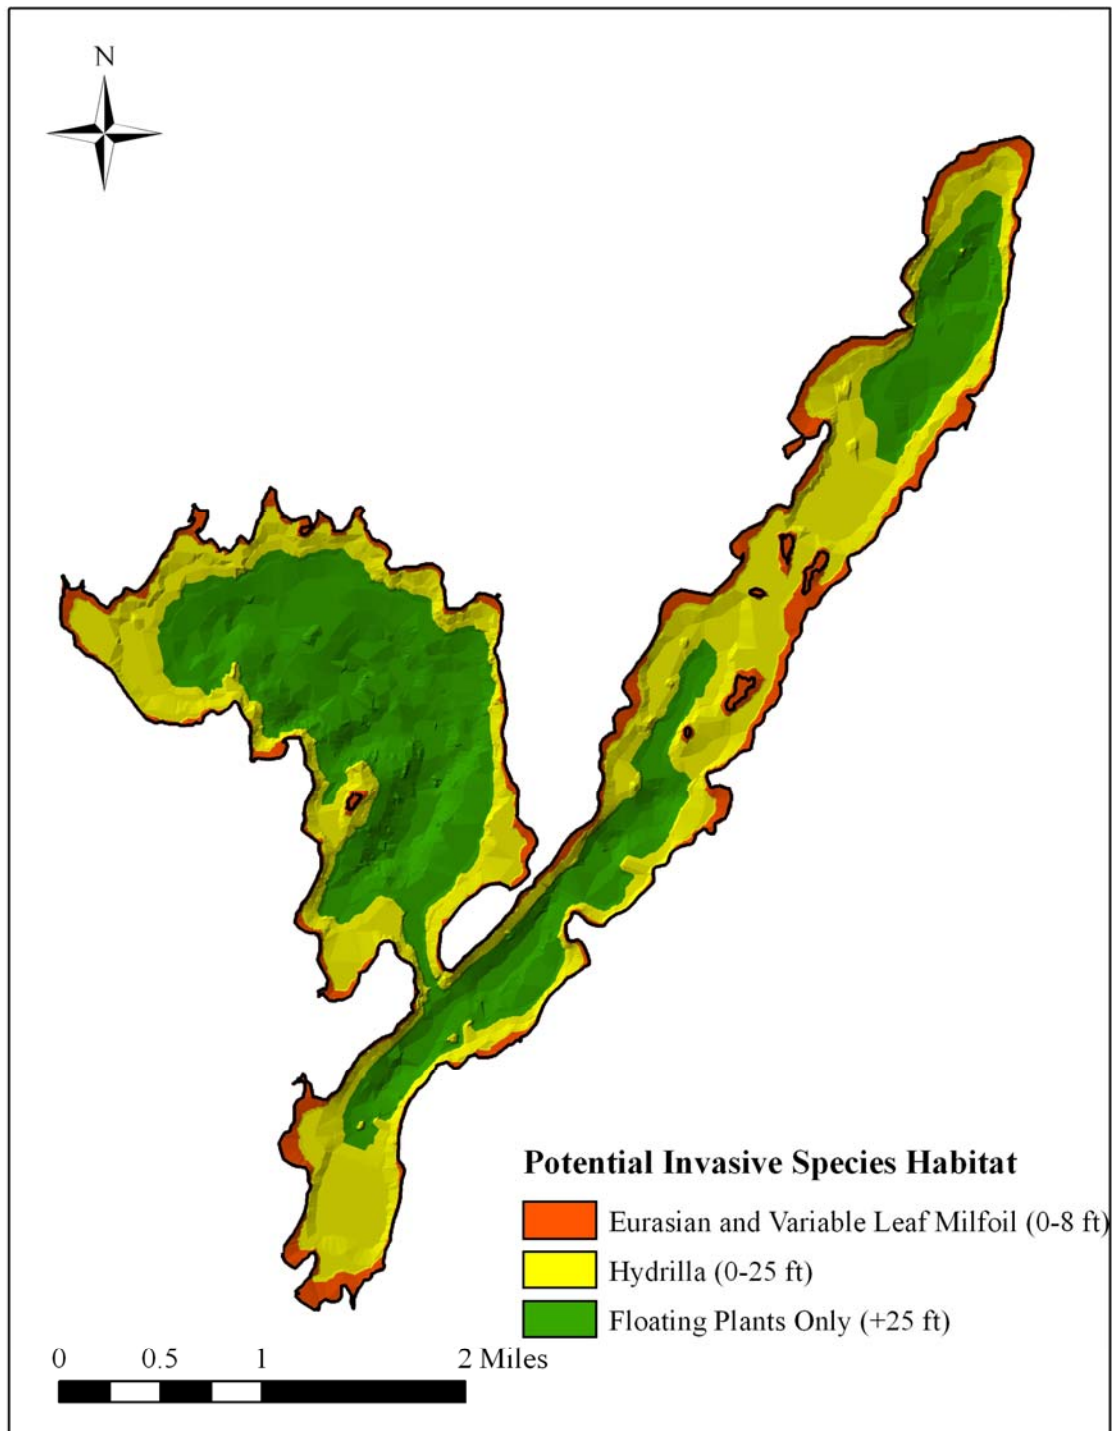 N
Potential Invasive Species Habitat
Eurasian and Variable Leaf Milfoil (0-8 ft)
Hydrilla (0-25 ft)
Floating Plants Only (+25 ft)
0 0.5 1 2 Miles